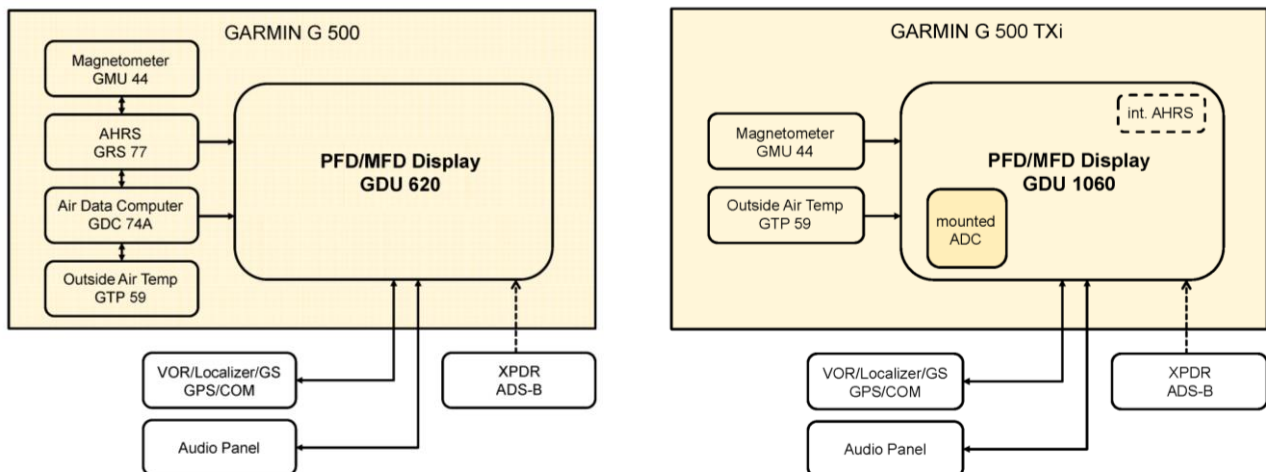 GARMIN G 500
Magnetometer
GMU 44
AHRS
GRS 77
Air Data Computer
GDC 74A
Outside Air Temp
GTP 59
PFD/MFD Display
GDU 620
VOR/Localizer/GS
GPS/COM
XPDR
ADS-B
Audio Panel
GARMIN G 500 TXi
Magnetometer
GMU 44
Outside Air Temp
GTP 59
int. AHRS
PFD/MFD Display
GDU 1060
mounted
ADC
VOR/Localizer/GS
GPS/COM
XPDR
ADS-B
Audio Panel